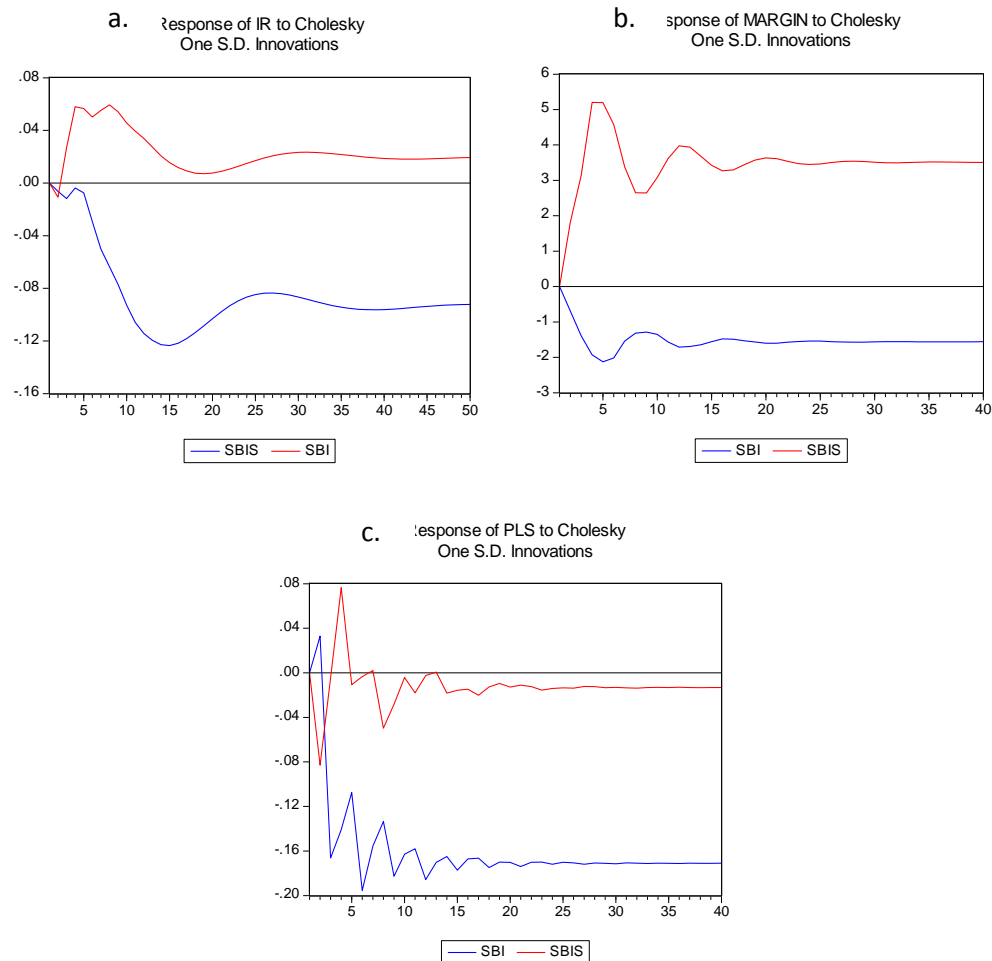 a.
Response of IR to Cholesky
One S.D. Innovations
.08
.04
.00
-.04
-.08
-.12
-.16
5 10 15 20 25 30 35 40 45 50
SBIS SBI
b.
sponse of MARGIN to Cholesky
One S.D. Innovations
6
5
4
3
2
1
0
-1
-2
-3
5 10 15 20 25 30 35 40
SBI SBIS
c.
Response of PLS to Cholesky
One S.D. Innovations
.08
.04
.00
-.04
-.08
-.12
-.16
-.20
5 10 15 20 25 30 35 40
SBI SBIS